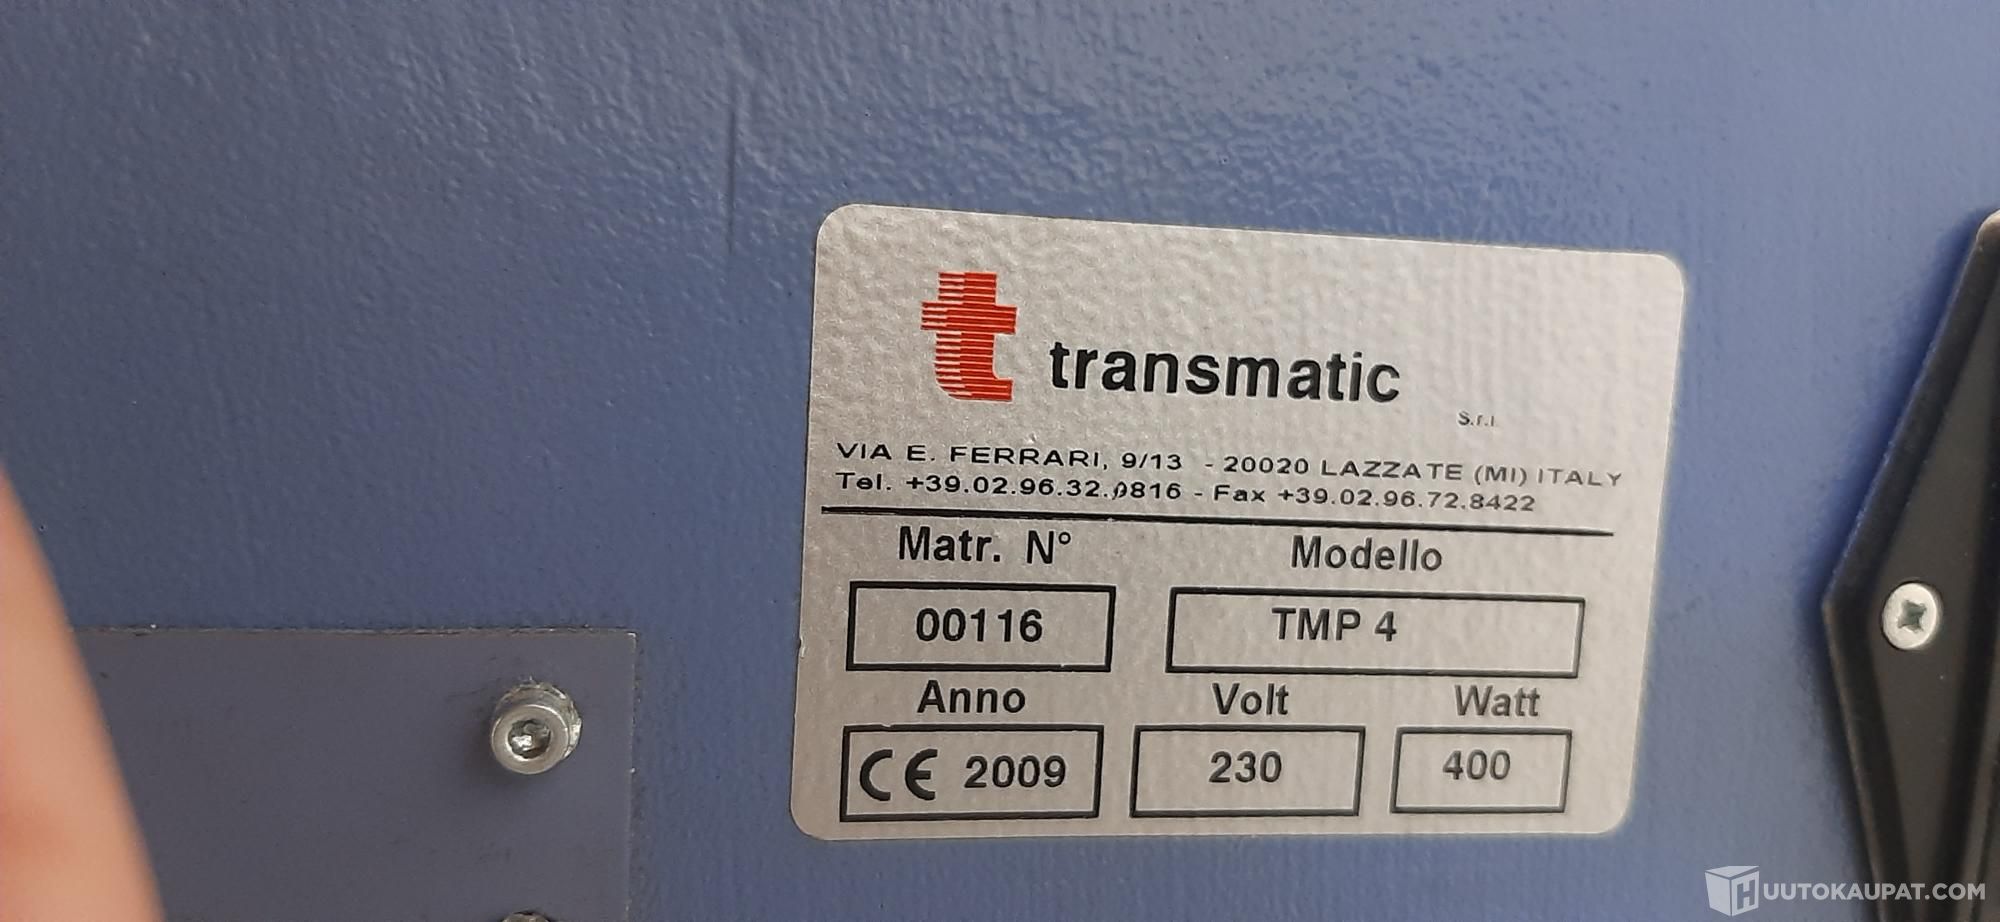 t transmatic
S.r.l.
VIA E. FERRARI, 9/13 - 20020 LAZZATE (MI) ITALY
Tel. +39.02.96.32.0816 - Fax +39.02.96.72.8422
Matr. N° Modello
00116 TMP 4
Anno Volt Watt
CE 2009 230 400
HUUTOKAUPAT.COM